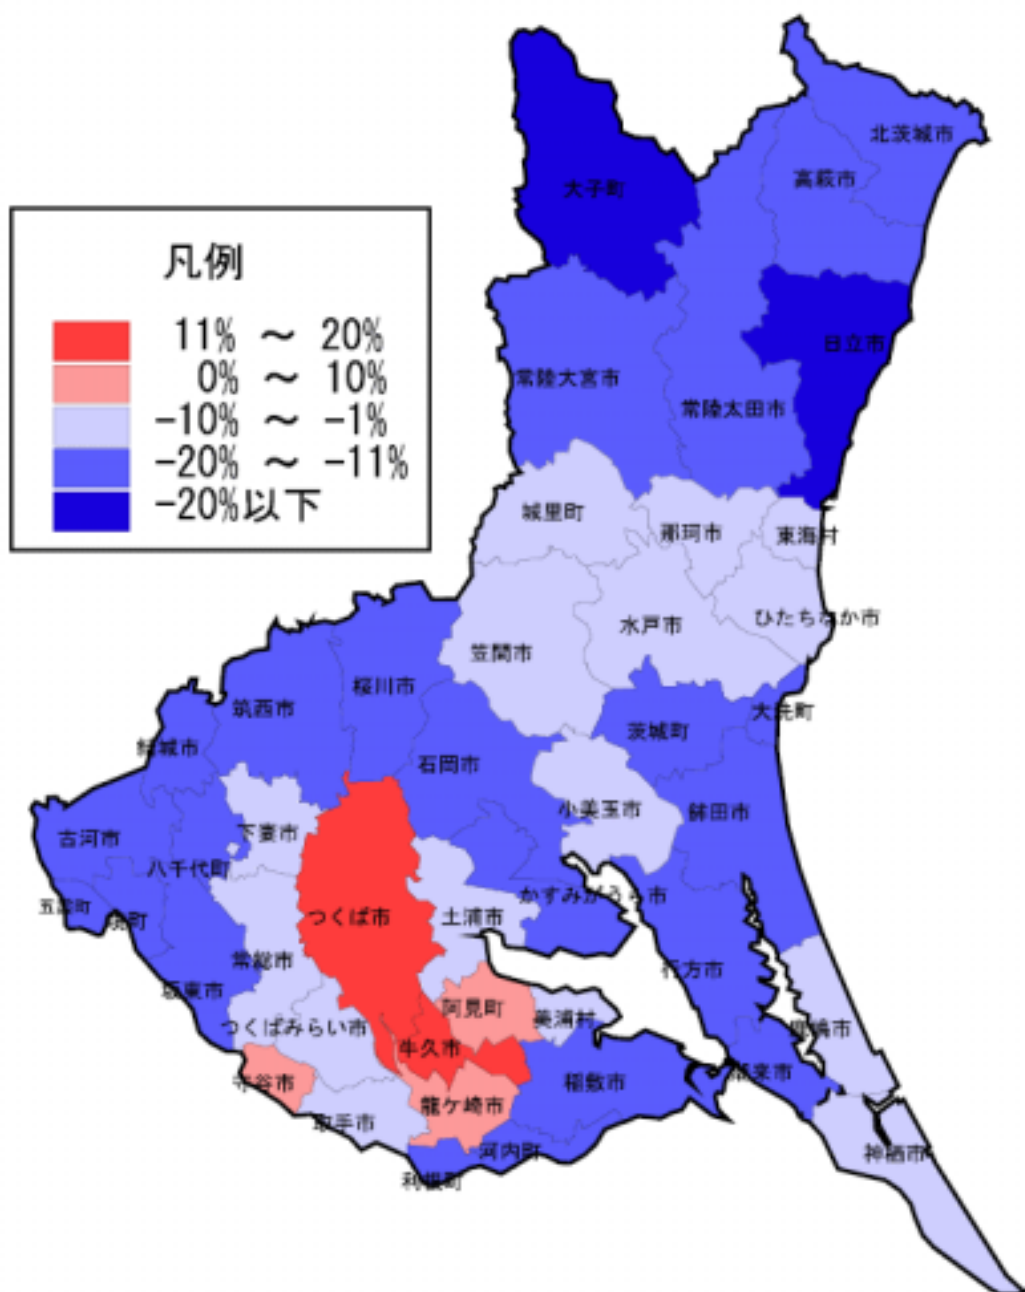 北茨城市
高萩市
大子町
凡例
11% ～ 20%
0% ～ 10%
-10% ～ -1%
-20% ～ -11%
-20%以下
日立市
常陸大宮市
常陸太田市
城里町
那珂市
東海村
ひたちなか市
水戸市
笠間市
桜川市
筑西市
大洗町
茨城町
結城市
石岡市
小美玉市
鉾田市
下妻市
古河市
八千代町
かすみがうら市
五霞町
境町
つくば市
土浦市
常総市
行方市
坂東市
阿見町
美浦村
つくばみらい市
鹿嶋市
牛久市
守谷市
稲敷市
潮来市
龍ケ崎市
取手市
河内町
神栖市
利根町